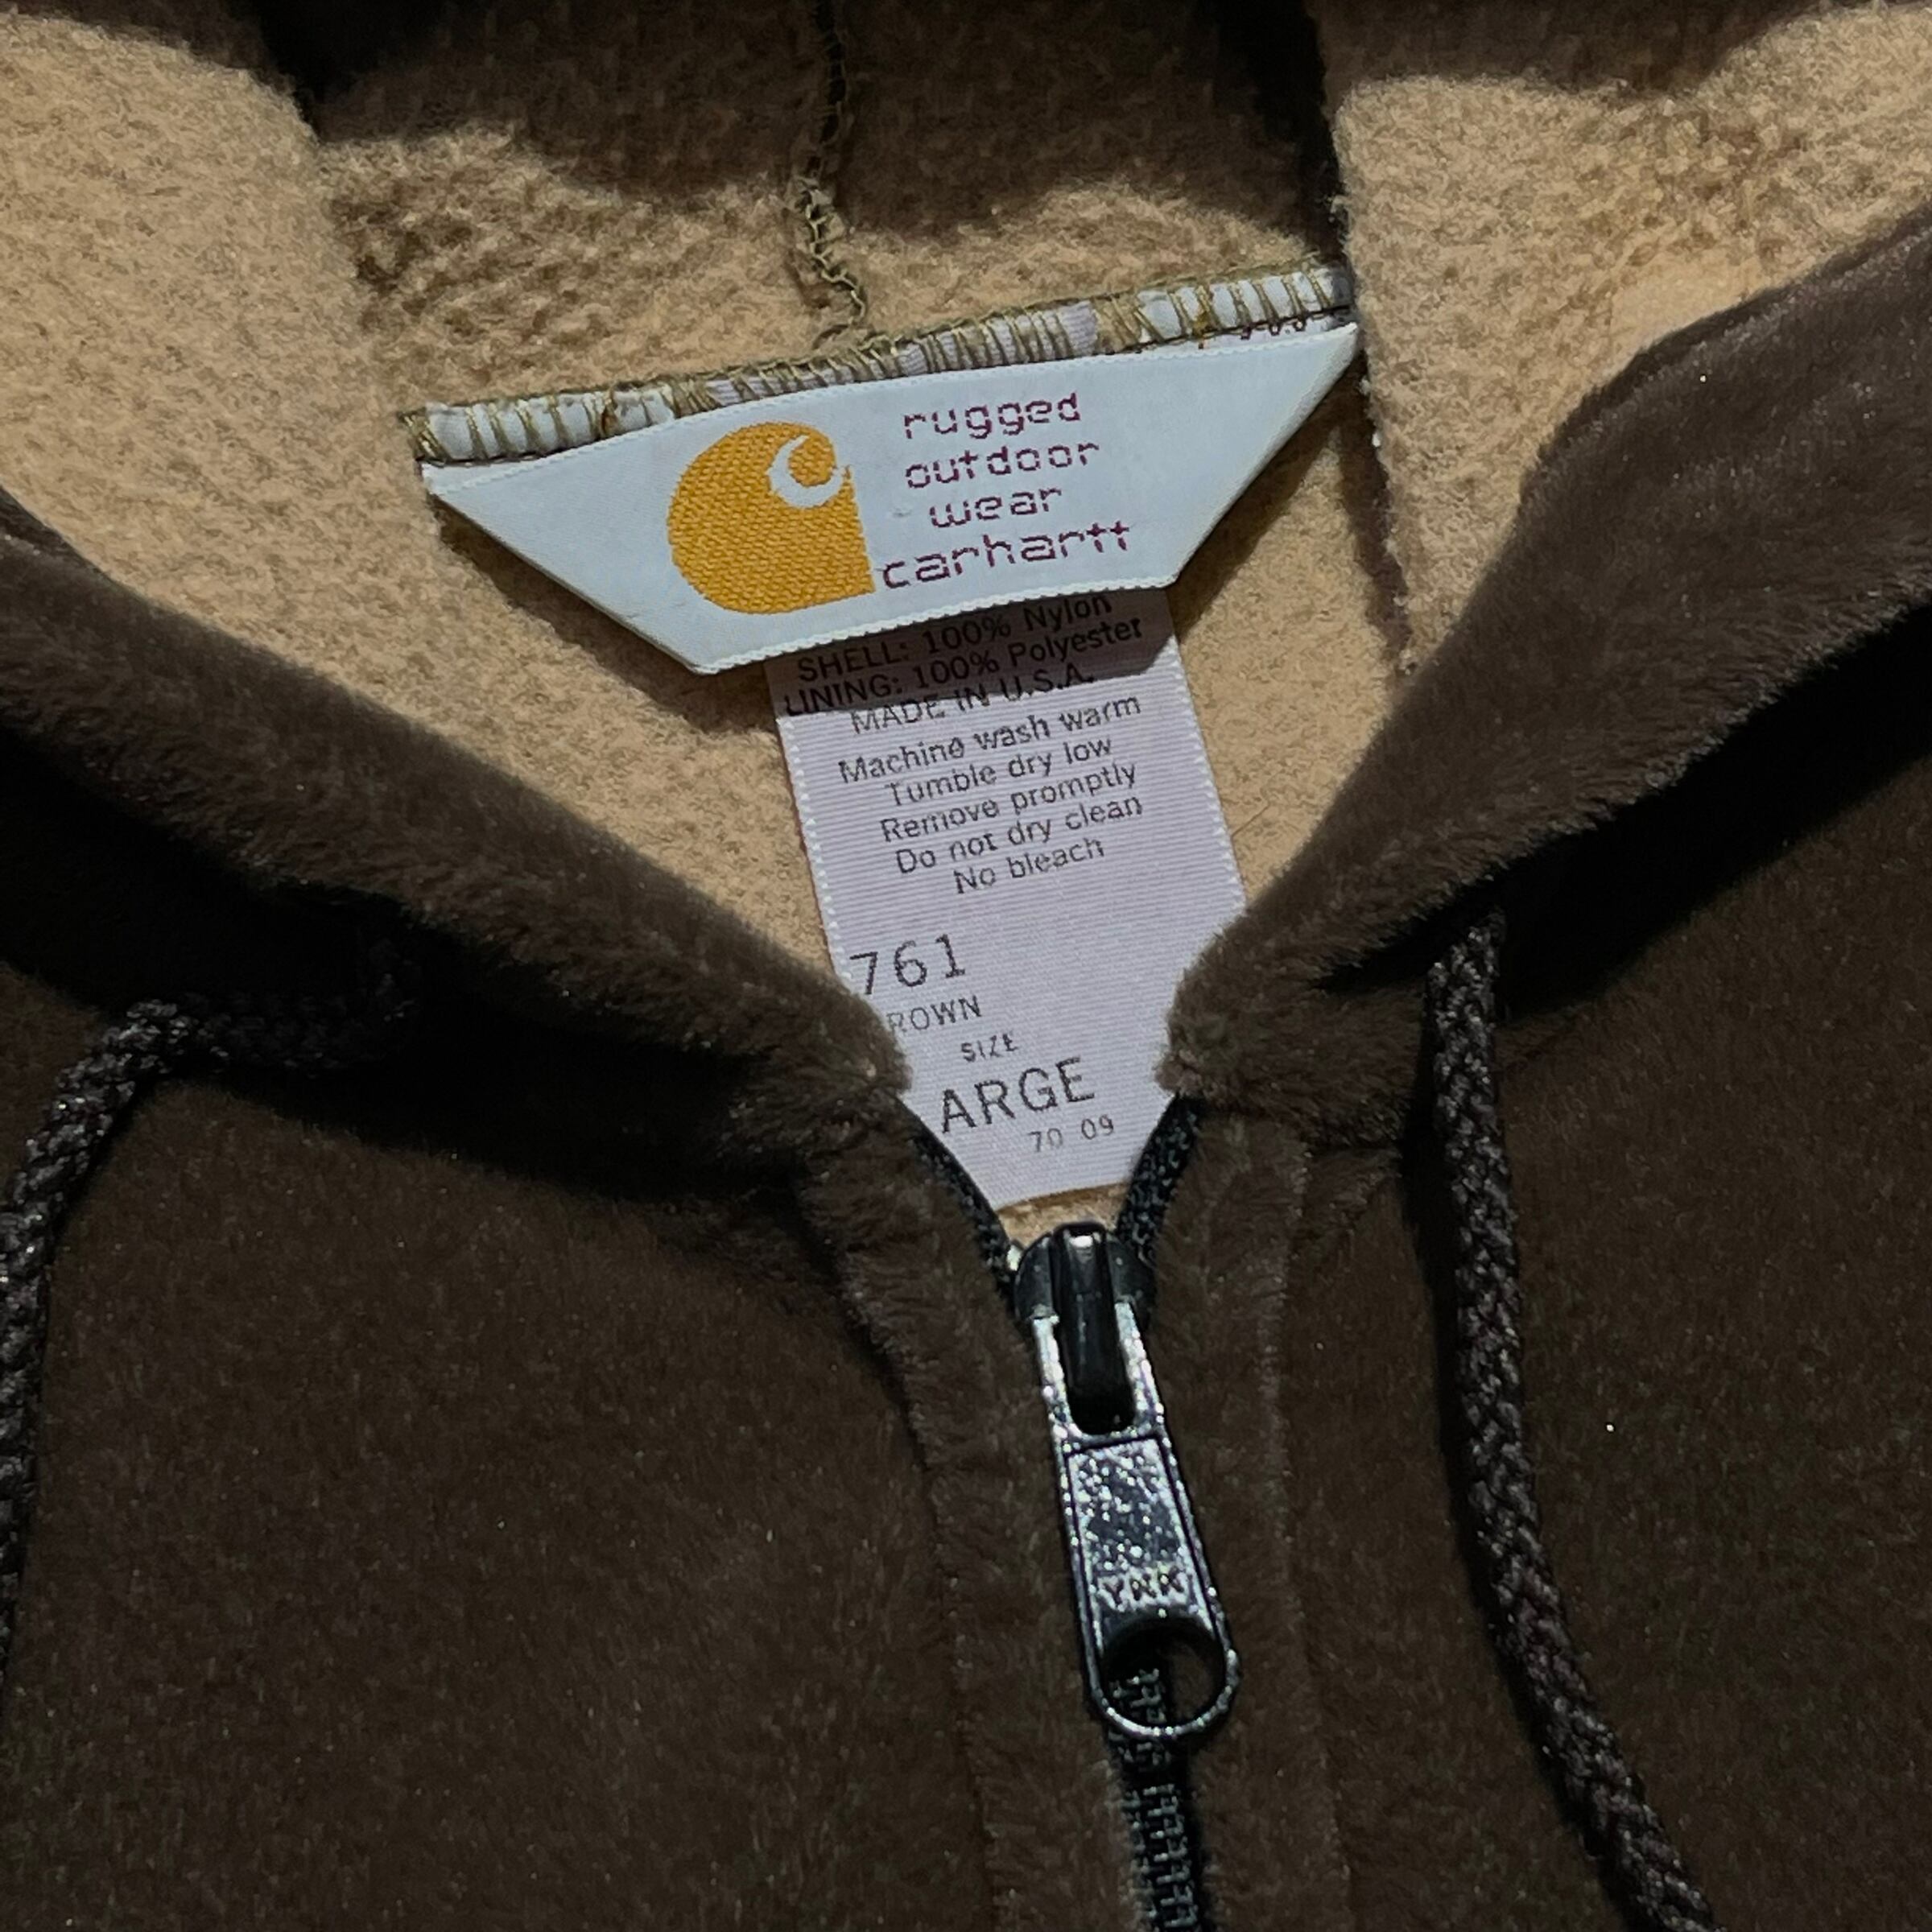 rugged
outdoor
wear
carhartt
SHELL: 100% Nylon
LINING: 100% Polyester
MADE IN U.S.A.
Machine wash warm
Tumble dry low
Remove promptly
Do not dry clean
No bleach
761
ROWN
SIZE
ARGE
70 09
YKK